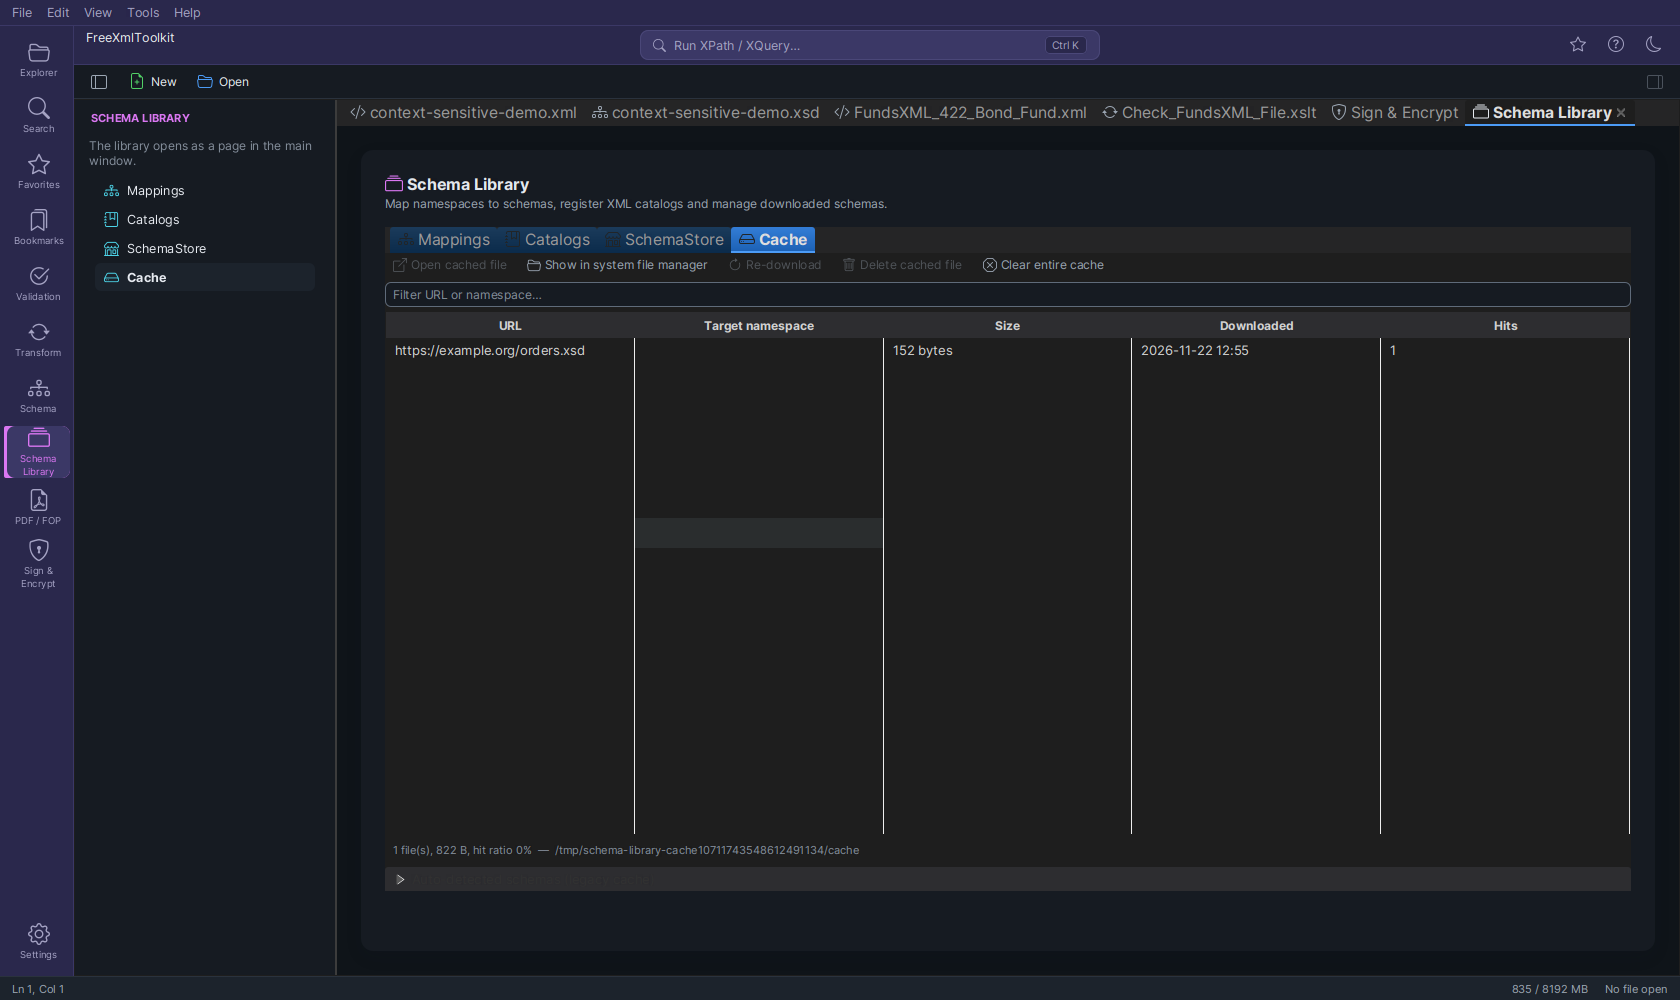 File Edit View Tools Help
FreeXmlToolkit
Run XPath / XQuery...
Ctrl K
New
Open
Explorer
Search
Favorites
Bookmarks
Validation
Transform
Schema
Schema
Library
PDF / FOP
Sign &
Encrypt
Settings
SCHEMA LIBRARY
The library opens as a page in the main
window.
Mappings
Catalogs
SchemaStore
Cache
context-sensitive-demo.xml
context-sensitive-demo.xsd
FundsXML_422_Bond_Fund.xml
Check_FundsXML_File.xslt
Sign & Encrypt
Schema Library
Schema Library
Map namespaces to schemas, register XML catalogs and manage downloaded schemas.
Mappings Catalogs SchemaStore Cache
Open cached file Show in system file manager Re-download Delete cached file Clear entire cache
Filter URL or namespace...
URL Target namespace Size Downloaded Hits
https://example.org/orders.xsd 152 bytes 2026-11-22 12:55 1
1 file(s), 822 B, hit ratio 0% — /tmp/schema-library-cache10711743548612491134/cache
Ln 1, Col 1
835 / 8192 MB
No file open